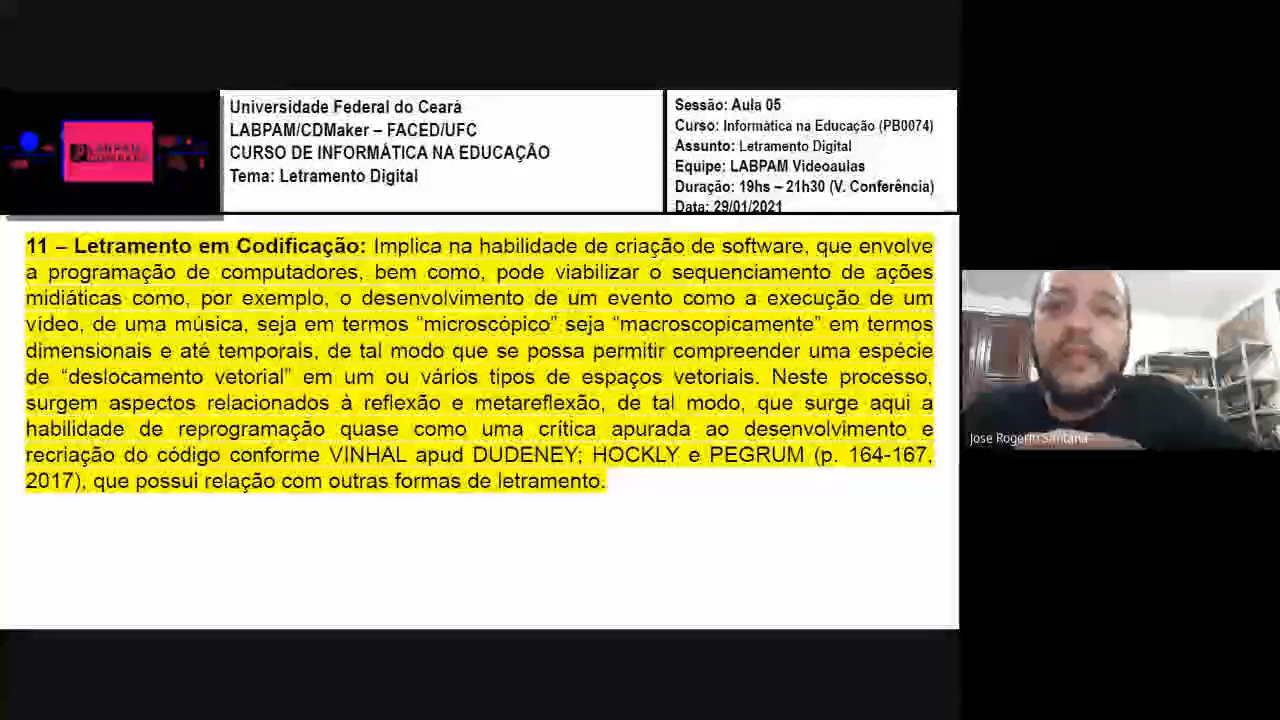 LABPAM
Universidade Federal do Ceará
LABPAM/CDMaker – FACED/UFC
CURSO DE INFORMÁTICA NA EDUCAÇÃO
Tema: Letramento Digital
Sessão: Aula 05
Curso: Informática na Educação (PB0074)
Assunto: Letramento Digital
Equipe: LABPAM Videoaulas
Duração: 19hs – 21h30 (V. Conferência)
Data: 29/01/2021
11 – Letramento em Codificação: Implica na habilidade de criação de software, que envolve
a programação de computadores, bem como, pode viabilizar o sequenciamento de ações
midiáticas como, por exemplo, o desenvolvimento de um evento como a execução de um
vídeo, de uma música, seja em termos “microscópico” seja “macroscopicamente” em termos
dimensionais e até temporais, de tal modo que se possa permitir compreender uma espécie
de “deslocamento vetorial” em um ou vários tipos de espaços vetoriais. Neste processo,
surgem aspectos relacionados à reflexão e metareflexão, de tal modo, que surge aqui a
habilidade de reprogramação quase como uma crítica apurada ao desenvolvimento e
recriação do código conforme VINHAL apud DUDENEY; HOCKLY e PEGRUM (p. 164-167,
2017), que possui relação com outras formas de letramento.
Jose Rogerio Santana